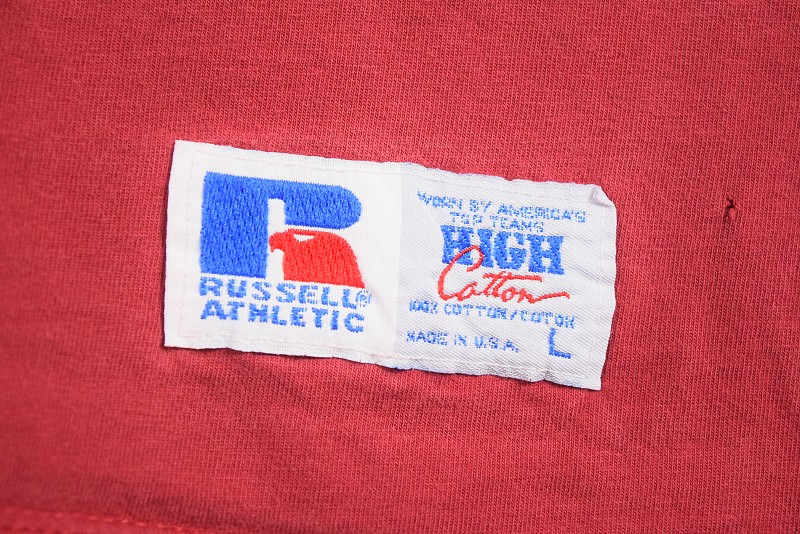 RUSSELL®
ATHLETIC
WORN BY AMERICA'S
TOP TEAMS
HIGH
Cotton
100% COTTON/COTON
MADE IN U.S.A.
L